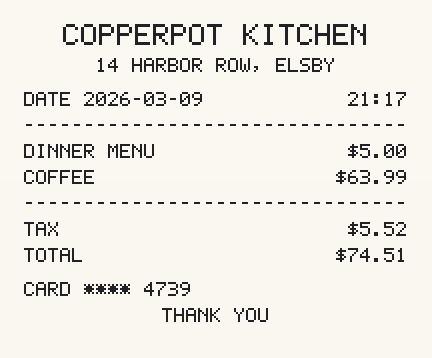 COPPERPOT KITCHEN
14 HARBOR ROW, ELSBY
DATE 2026-03-09 21:17
--------------------------------
DINNER MENU $5.00
COFFEE $63.99
--------------------------------
TAX $5.52
TOTAL $74.51
CARD **** 4739
THANK YOU